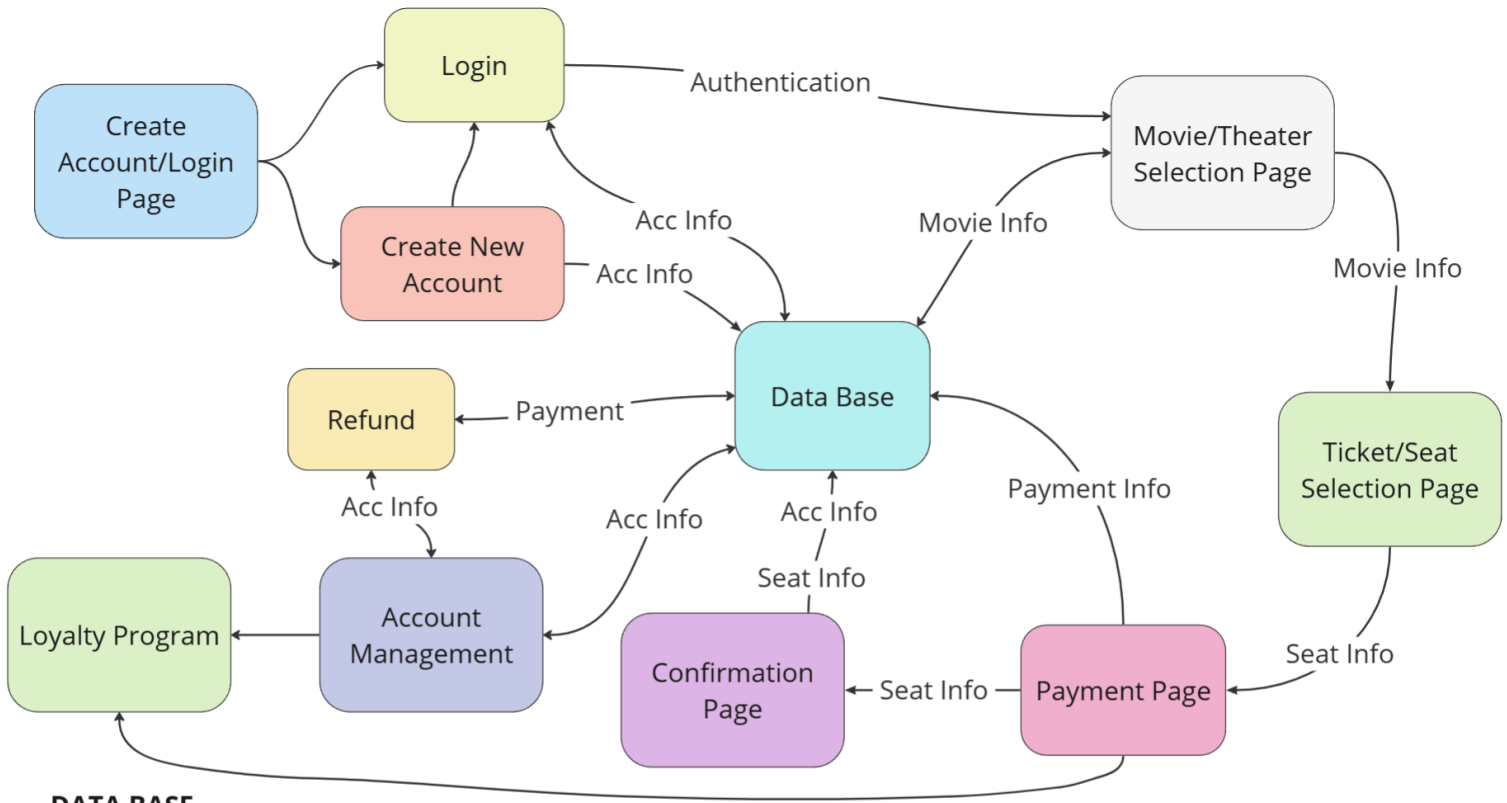 Login
Authentication
Create
Account/Login
Page
Movie/Theater
Selection Page
Acc Info
Movie Info
Create New
Account
Acc Info
Movie Info
Data Base
Refund
Payment
Ticket/Seat
Selection Page
Payment Info
Acc Info
Acc Info
Acc Info
Seat Info
Loyalty Program
Account
Management
Confirmation
Page
Seat Info
Payment Page
Seat Info
DATA BASE